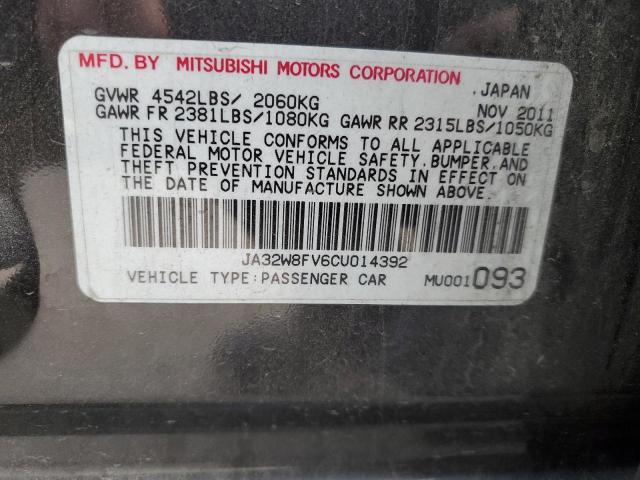 MFD. BY MITSUBISHI MOTORS CORPORATION
JAPAN
GVWR 4542LBS/ 2060KG
NOV 2011
GAWR FR 2381LBS/1080KG GAWR RR 2315LBS/1050KG
THIS VEHICLE CONFORMS TO ALL APPLICABLE
FEDERAL MOTOR VEHICLE SAFETY, BUMPER, AND
THEFT PREVENTION STANDARDS IN EFFECT ON
THE DATE OF MANUFACTURE SHOWN ABOVE.
JA32W8FV6CU014392
VEHICLE TYPE:PASSENGER CAR
MU001093